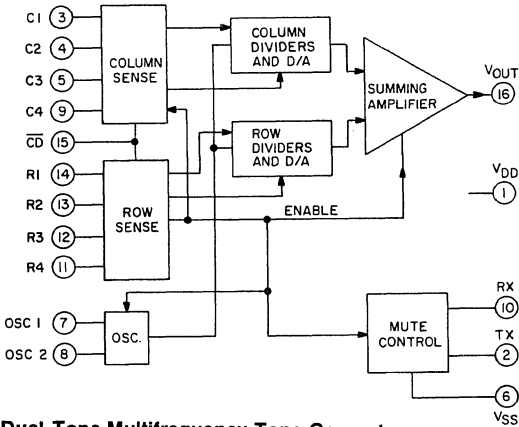 C1 3
C2 4
C3 5
C4 9
CD 15
R1 14
R2 13
R3 12
R4 11
OSC 1 7
OSC 2 8
COLUMN
SENSE
ROW
SENSE
OSC.
COLUMN
DIVIDERS
AND D/A
ROW
DIVIDERS
AND D/A
ENABLE
SUMMING
AMPLIFIER
VOUT
16
VDD
1
MUTE
CONTROL
RX
10
TX
2
6
VSS
Tone Multifrequency Tone